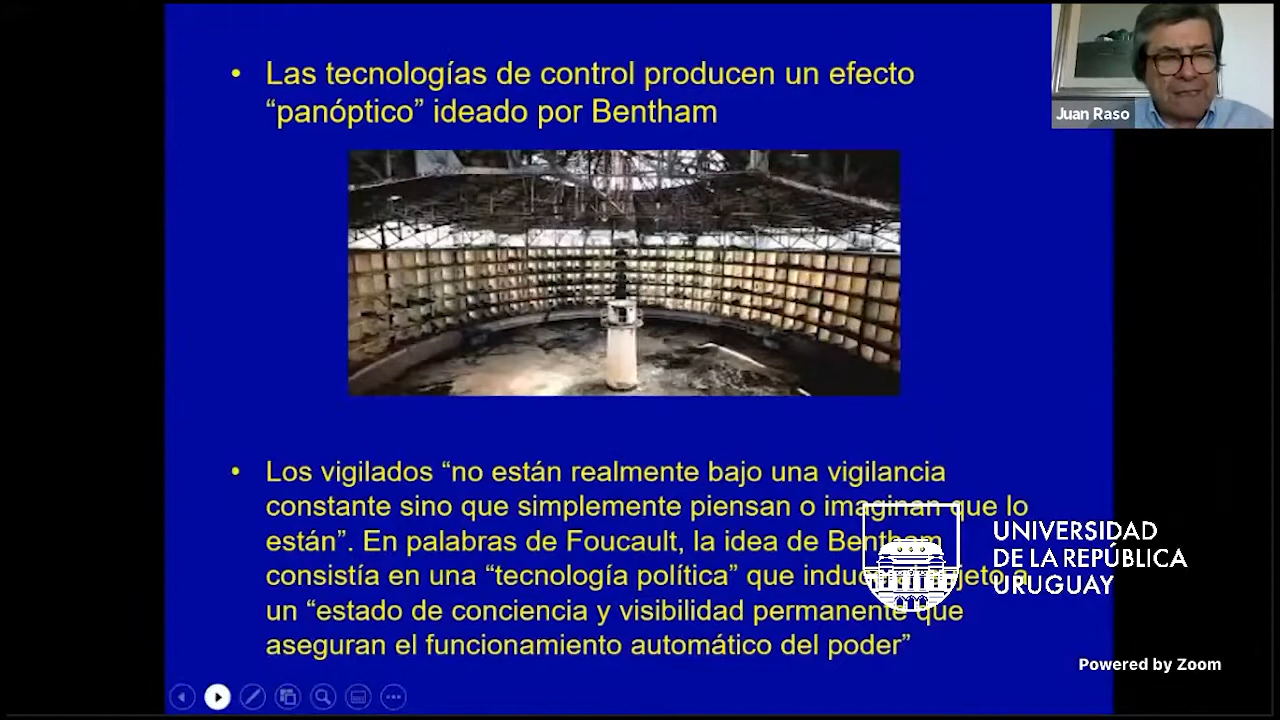 • Las tecnologías de control producen un efecto
“panóptico” ideado por Bentham
Juan Raso
• Los vigilados “no están realmente bajo una vigilancia
constante sino que simplemente piensan o imaginan que lo
están”. En palabras de Foucault, la idea de Bentham
consistía en una “tecnología política” que
un “estado de conciencia y visibilidad permanente que
aseguran el funcionamiento automático del poder”
UNIVERSIDAD
DE LA REPÚBLICA
URUGUAY
Powered by Zoom